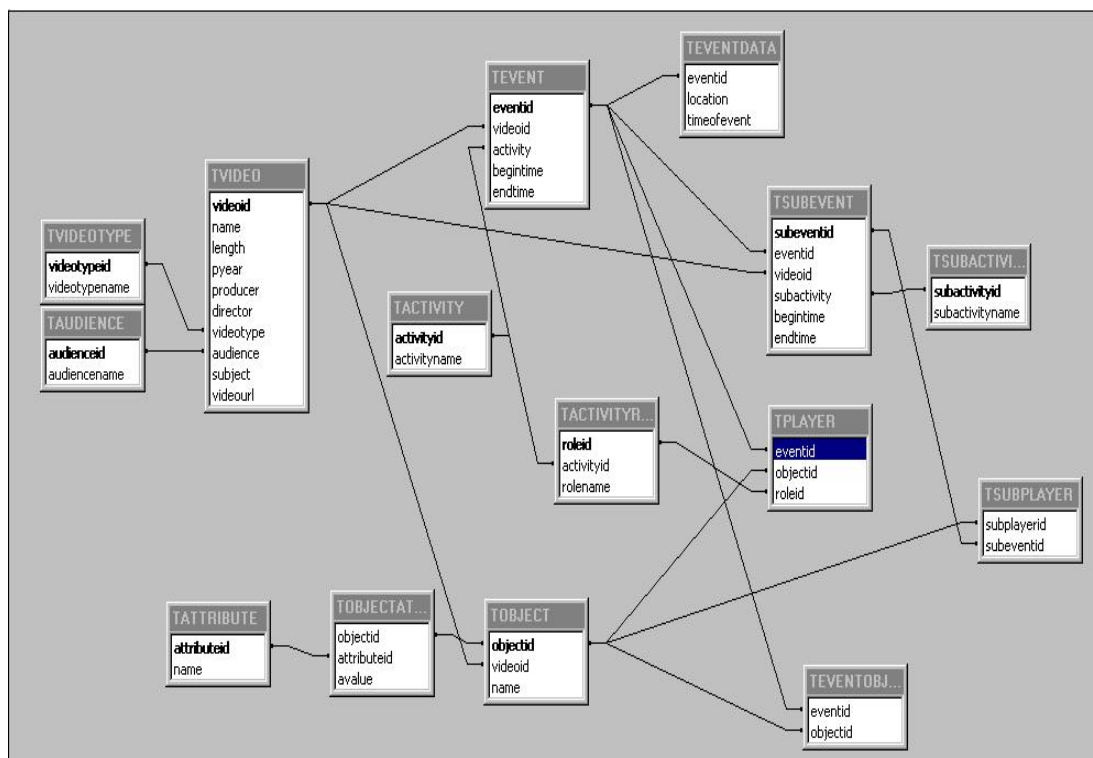 TEVENTDATA
eventid
location
timeofevent
TEVENT
eventid
videoid
activity
begintime
endtime
TVIDEO
videoid
name
length
pyear
producer
director
videotype
audience
subject
videourl
TVIDEOTYPE
videotypeid
videotypename
TAUDIENCE
audienceid
audiencename
TSUBEVENT
subeventid
eventid
videoid
subactivity
begintime
endtime
TSUBACTIVI...
subactivityid
subactivityname
TACTIVITY
activityid
activityname
TACTIVITYR...
roleid
activityid
rolename
TPLAYER
eventid
objectid
roleid
TSUBPLAYER
subplayerid
subeventid
TATTRIBUTE
attributeid
name
TOBJECTAT...
objectid
attributeid
avalue
TOBJECT
objectid
videoid
name
TEVENTOBJ...
eventid
objectid